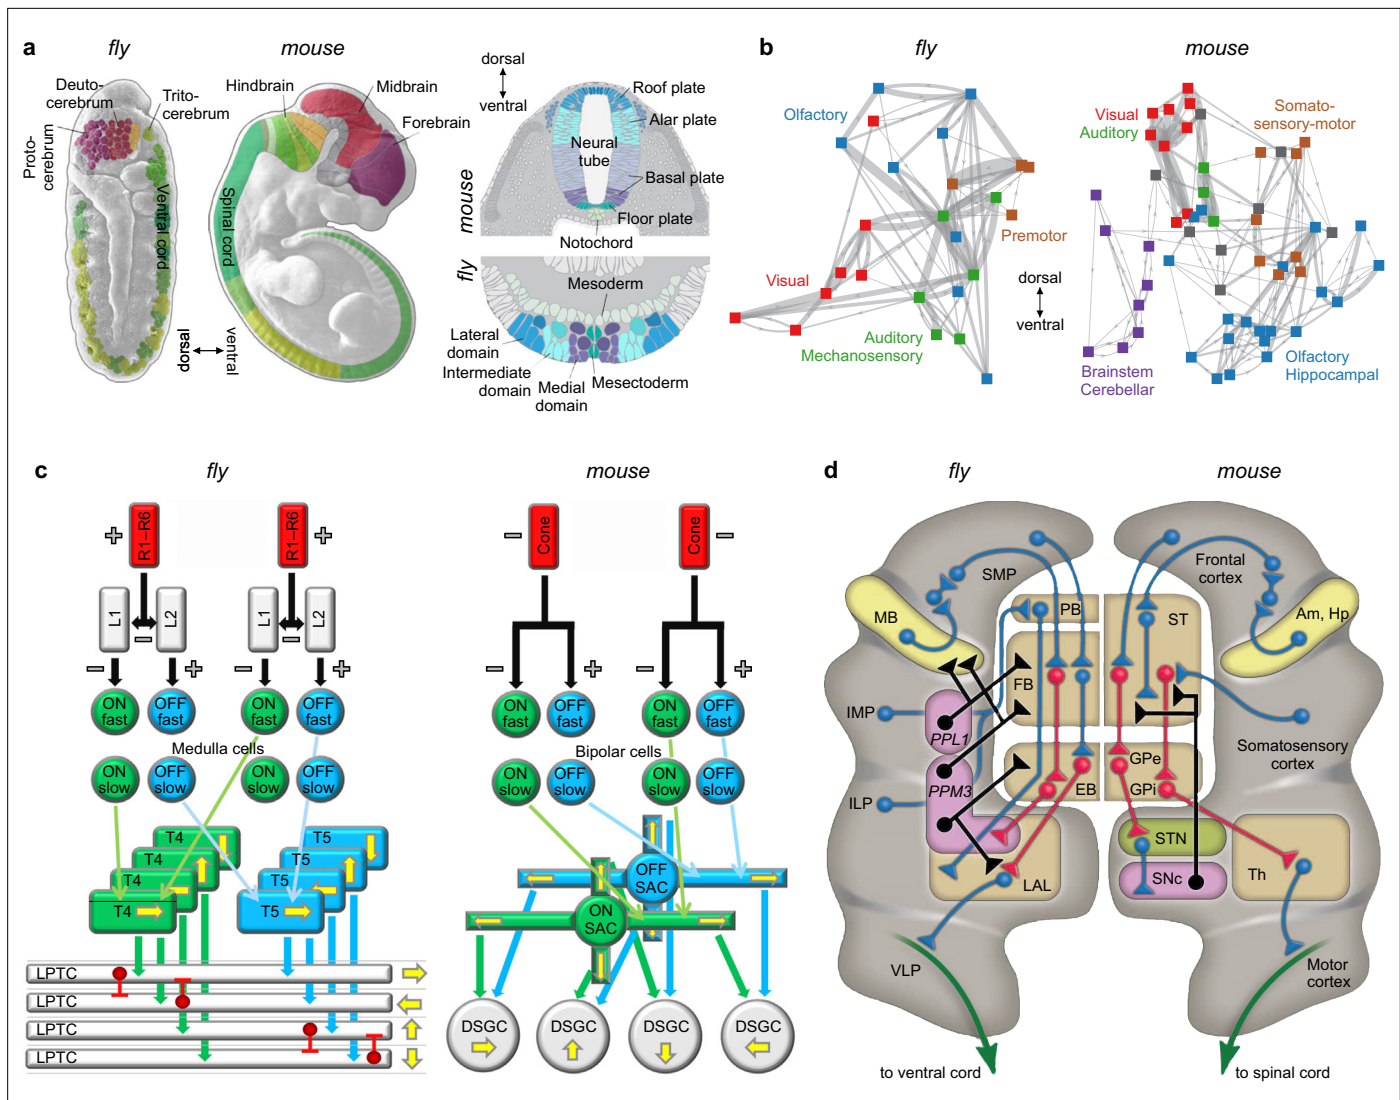 a
fly
mouse
Deuto-
cerebrum
Trito-
cerebrum
Proto-
cerebrum
Ventral cord
Hindbrain
Midbrain
Forebrain
Spinal cord
dorsal
ventral
dorsal
ventral
mouse
Roof plate
Alar plate
Neural
tube
Basal plate
Floor plate
Notochord
fly
Mesoderm
Lateral
domain
Intermediate
domain
Medial
domain
Mesectoderm
b
fly
mouse
Olfactory
Premotor
Visual
Auditory
Mechanosensory
dorsal
ventral
Visual
Auditory
Somato-
sensory-motor
Brainstem
Cerebellar
Olfactory
Hippocampal
c
fly
mouse
+ R1–R6
R1–R6 +
L1
L2
L1
L2
−
−
−
+
−
+
ON
fast
OFF
fast
ON
fast
OFF
fast
Medulla cells
ON
slow
OFF
slow
ON
slow
OFF
slow
T4
T4
T4
T4
T5
T5
T5
T5
LPTC
LPTC
LPTC
LPTC
− Cone
Cone −
−
+
−
+
ON
fast
OFF
fast
ON
fast
OFF
fast
Bipolar cells
ON
slow
OFF
slow
ON
slow
OFF
slow
OFF
SAC
ON
SAC
DSGC
DSGC
DSGC
DSGC
d
fly
mouse
SMP
MB
PB
FB
IMP
PPL1
ILP
PPM3
EB
LAL
VLP
to ventral cord
Frontal
cortex
ST
Am, Hp
Somatosensory
cortex
GPe
GPi
STN
SNc
Th
Motor
cortex
to spinal cord